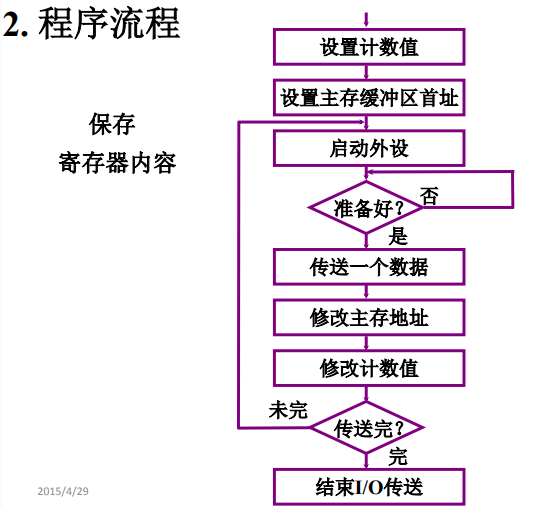 2. 程序流程
保存
寄存器内容
设置计数值
设置主存缓冲区首址
启动外设
准备好?
否
是
传送一个数据
修改主存地址
修改计数值
未完
传送完?
完
结束I/O传送
2015/4/29